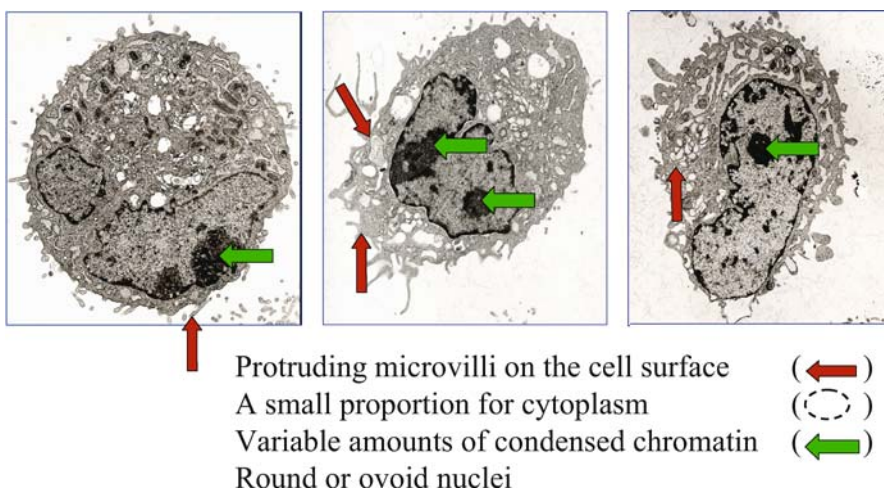 Protruding microvilli on the cell surface ( )
A small proportion for cytoplasm ( )
Variable amounts of condensed chromatin ( )
Round or ovoid nuclei